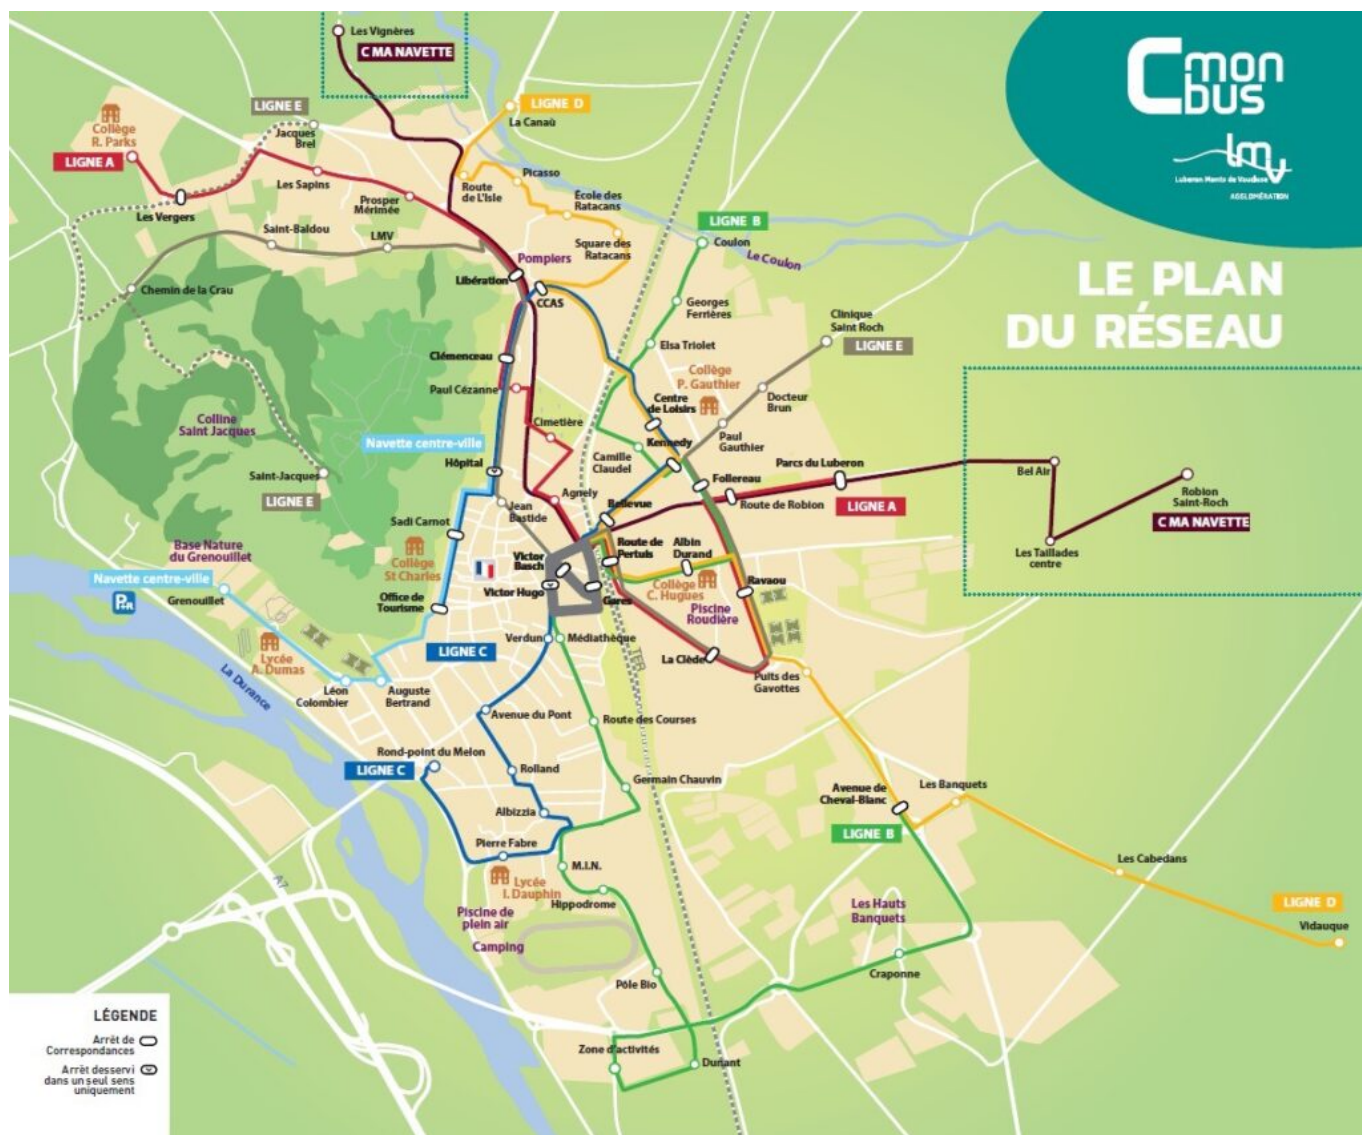 Les Vignères
C MA NAVETTE
C mon
bus
LMV
Luberon Monts de Vaucluse
AGGLOMÉRATION
LE PLAN
DU RÉSEAU
LIGNE E
LIGNE D
La Canaù
Collège
R. Parks
Jacques
Brel
LIGNE A
Les Sapins
Route
de L'Isle
Picasso
Prosper
Mérimée
École des
Ratacans
Les Vergers
LIGNE B
Saint-Baldou
LMV
Square des
Ratacans
Coulon
Le Coulon
Pompiers
Libération
Chemin de la Crau
CCAS
Georges
Ferrières
Clinique
Saint Roch
LIGNE E
Elsa Triolet
Clémenceau
Collège
P. Gauthier
Paul Cézanne
Docteur
Brun
Centre
de Loisirs
Colline
Saint Jacques
Cimetière
Navette centre-ville
Kennedy
Paul
Gauthier
Camille
Claudel
Hôpital
Parcs du Luberon
Bel Air
Saint-Jacques
LIGNE E
Follereau
Robion
Saint-Roch
C MA NAVETTE
Agnely
Jean
Bastide
Bellevue
Route de Robion
LIGNE A
Sadi Carnot
Base Nature
du Grenouillet
Collège
St Charles
Victor
Basch
Route de
Pertuis
Albin
Durand
Les Taillades
centre
Navette centre-ville
P+R
Grenouillet
Office de
Tourisme
Victor Hugo
Gares
Collège
C. Hugues
Ravaou
Piscine
Roudière
Verdun
Médiathèque
LIGNE C
TER
La Clède
Puits des
Gavottes
Lycée
A. Dumas
La Durance
Léon
Colombier
Auguste
Bertrand
Avenue du Pont
Route des Courses
Rond-point du Melon
LIGNE C
Rolland
Germain Chauvin
Avenue de
Cheval-Blanc
Les Banquets
LIGNE B
Albizzia
Pierre Fabre
M.I.N.
Les Cabedans
A7
Lycée
I. Dauphin
Hippodrome
Les Hauts
Banquets
LIGNE D
Vidauque
Piscine de
plein air
Camping
Craponne
Pôle Bio
Zone d'activités
Dunant
LÉGENDE
Arrêt de
Correspondances
Arrêt desservi
dans un seul sens
uniquement